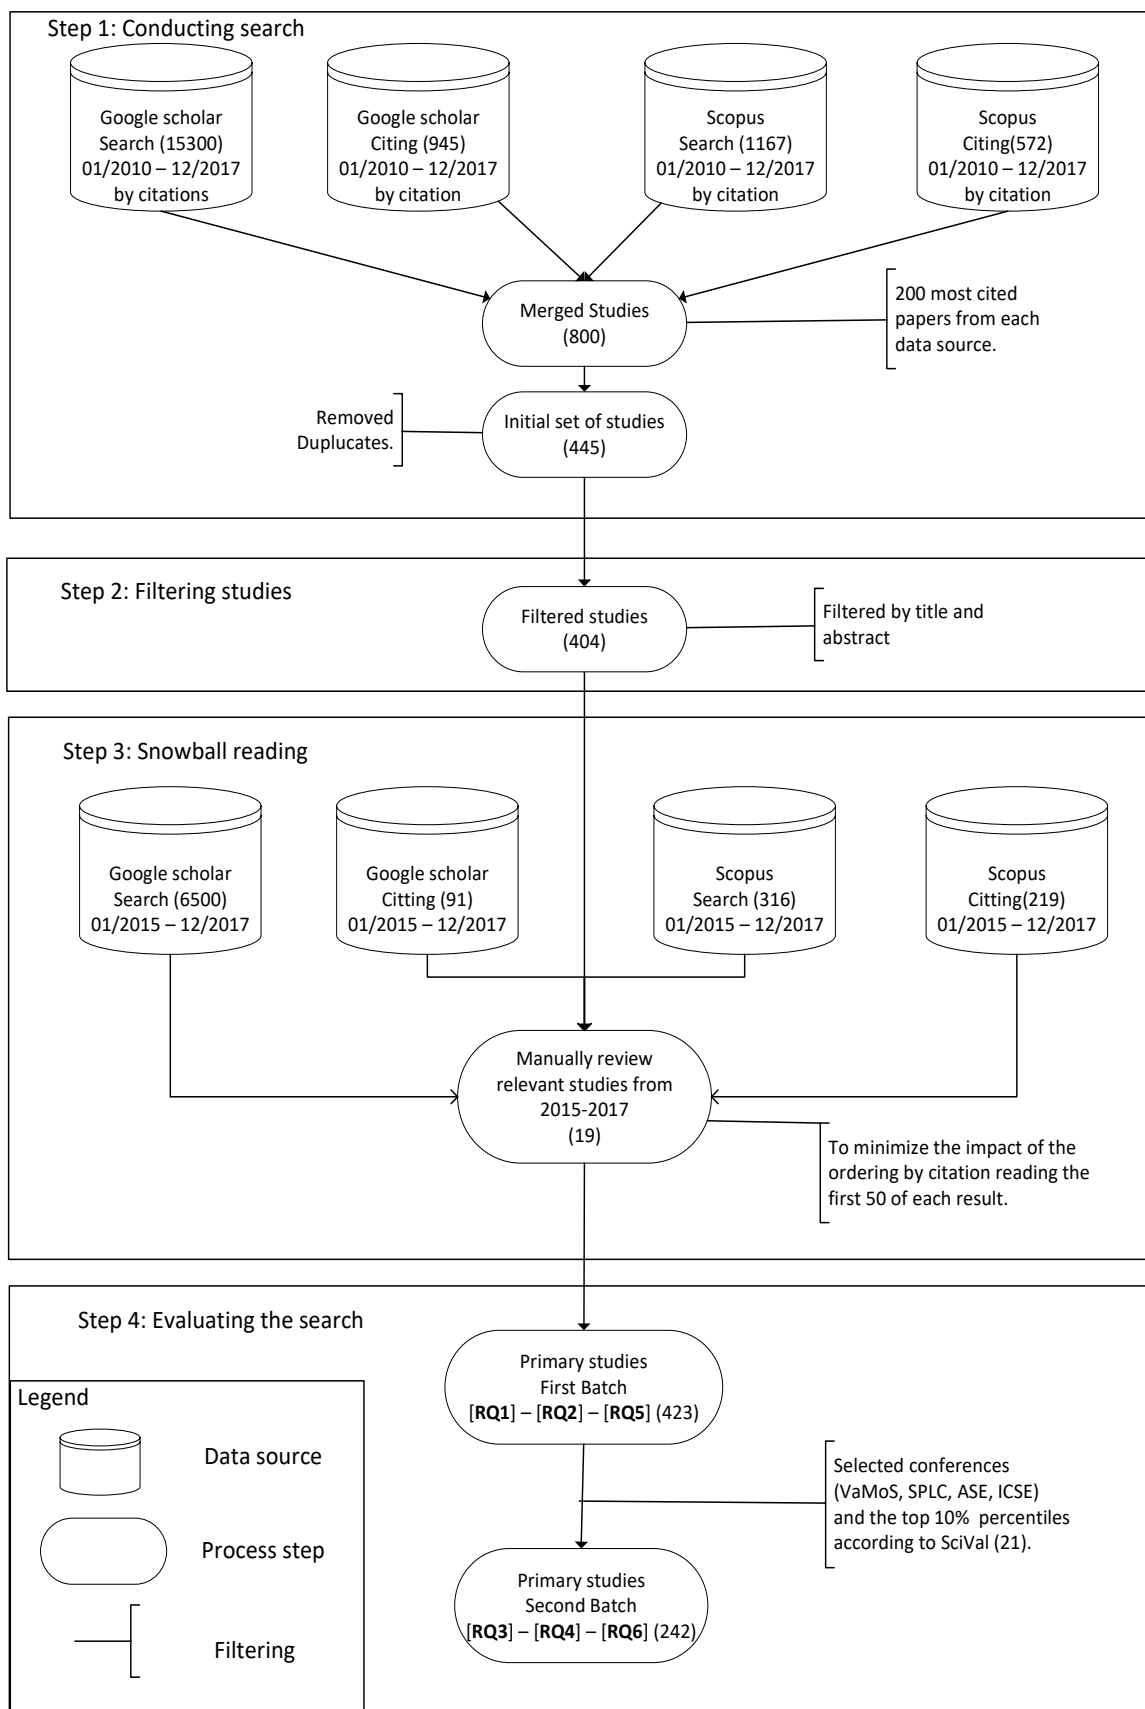 Step 1: Conducting search
Google scholar
Search (15300)
01/2010 – 12/2017
by citations
Google scholar
Citing (945)
01/2010 – 12/2017
by citation
Scopus
Search (1167)
01/2010 – 12/2017
by citation
Scopus
Citing(572)
01/2010 – 12/2017
by citation
Merged Studies
(800)
200 most cited
papers from each
data source.
Removed
Duplucates.
Initial set of studies
(445)
Step 2: Filtering studies
Filtered studies
(404)
Filtered by title and
abstract
Step 3: Snowball reading
Google scholar
Search (6500)
01/2015 – 12/2017
Google scholar
Citting (91)
01/2015 – 12/2017
Scopus
Search (316)
01/2015 – 12/2017
Scopus
Citting(219)
01/2015 – 12/2017
Manually review
relevant studies from
2015-2017
(19)
To minimize the impact of the
ordering by citation reading the
first 50 of each result.
Step 4: Evaluating the search
Primary studies
First Batch
[RQ1] – [RQ2] – [RQ5] (423)
Selected conferences
(VaMoS, SPLC, ASE, ICSE)
and the top 10% percentiles
according to SciVal (21).
Primary studies
Second Batch
[RQ3] – [RQ4] – [RQ6] (242)
Legend
Data source
Process step
Filtering